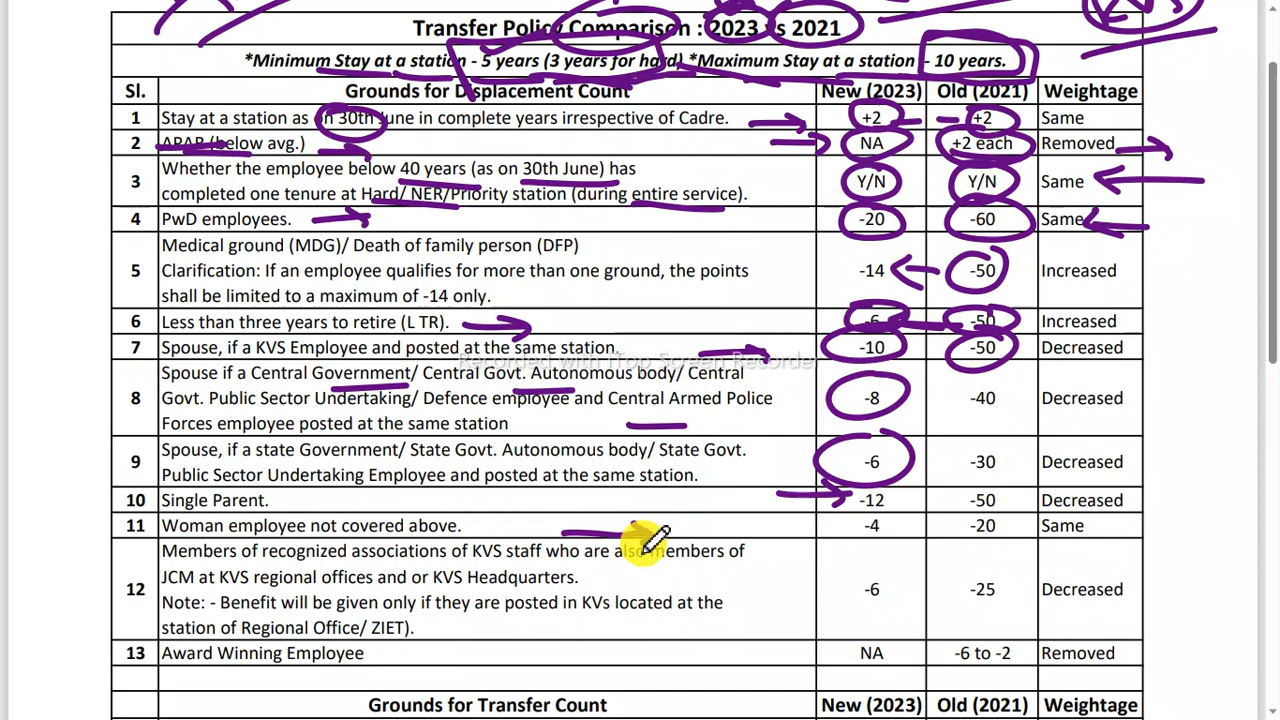 Transfer Policy Comparison : 2023 vs 2021
*Minimum Stay at a station - 5 years (3 years for hard) *Maximum Stay at a station - 10 years.
Sl. Grounds for Displacement Count New (2023) Old (2021) Weightage
1 Stay at a station as on 30th June in complete years irrespective of Cadre. +2 +2 Same
2 APAR (below avg.) NA +2 each Removed
3 Whether the employee below 40 years (as on 30th June) has
completed one tenure at Hard/ NER/Priority station (during entire service). Y/N Y/N Same
4 PwD employees. -20 -60 Same
5 Medical ground (MDG)/ Death of family person (DFP)
Clarification: If an employee qualifies for more than one ground, the points
shall be limited to a maximum of -14 only. -14 -50 Increased
6 Less than three years to retire (L TR). -6 -50 Increased
7 Spouse, if a KVS Employee and posted at the same station. -10 -50 Decreased
Recorded with iTop Screen Recorder
8 Spouse if a Central Government/ Central Govt. Autonomous body/ Central
Govt. Public Sector Undertaking/ Defence employee and Central Armed Police
Forces employee posted at the same station -8 -40 Decreased
9 Spouse, if a state Government/ State Govt. Autonomous body/ State Govt.
Public Sector Undertaking Employee and posted at the same station. -6 -30 Decreased
10 Single Parent. -12 -50 Decreased
11 Woman employee not covered above. -4 -20 Same
12 Members of recognized associations of KVS staff who are also members of
JCM at KVS regional offices and or KVS Headquarters.
Note: - Benefit will be given only if they are posted in KVs located at the
station of Regional Office/ ZIET). -6 -25 Decreased
13 Award Winning Employee NA -6 to -2 Removed
Grounds for Transfer Count New (2023) Old (2021) Weightage